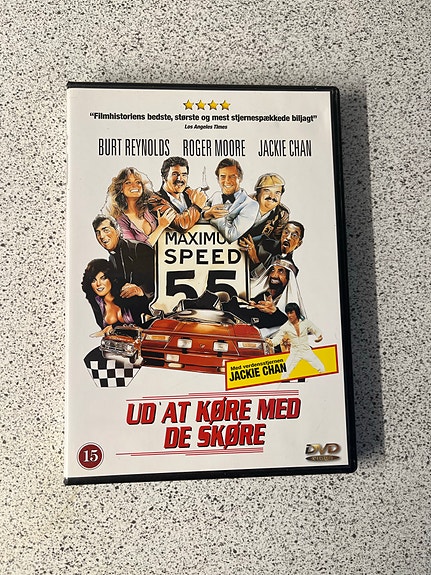 "Filmhistoriens bedste, største og mest stjernespækkede biljagt"
Los Angeles Times
BURT REYNOLDS ROGER MOORE JACKIE CHAN
MAXIMU
SPEED
55
Med verdensstjernen
JACKIE CHAN
UD AT KØRE MED
DE SKØRE
15
DVD